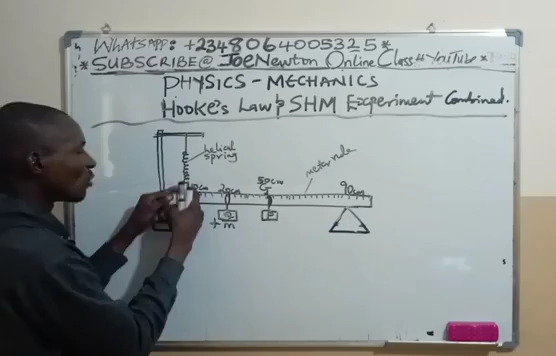 WHATSAPP: +2348064005325*
*SUBSCRIBE@ JoeNewton Online Class #YouTube*
PHYSICS - MECHANICS
Hooke's Law & SHM Experiment Combined.
helical
spring
meter rule
20cm
50cm
G
90cm
m
P